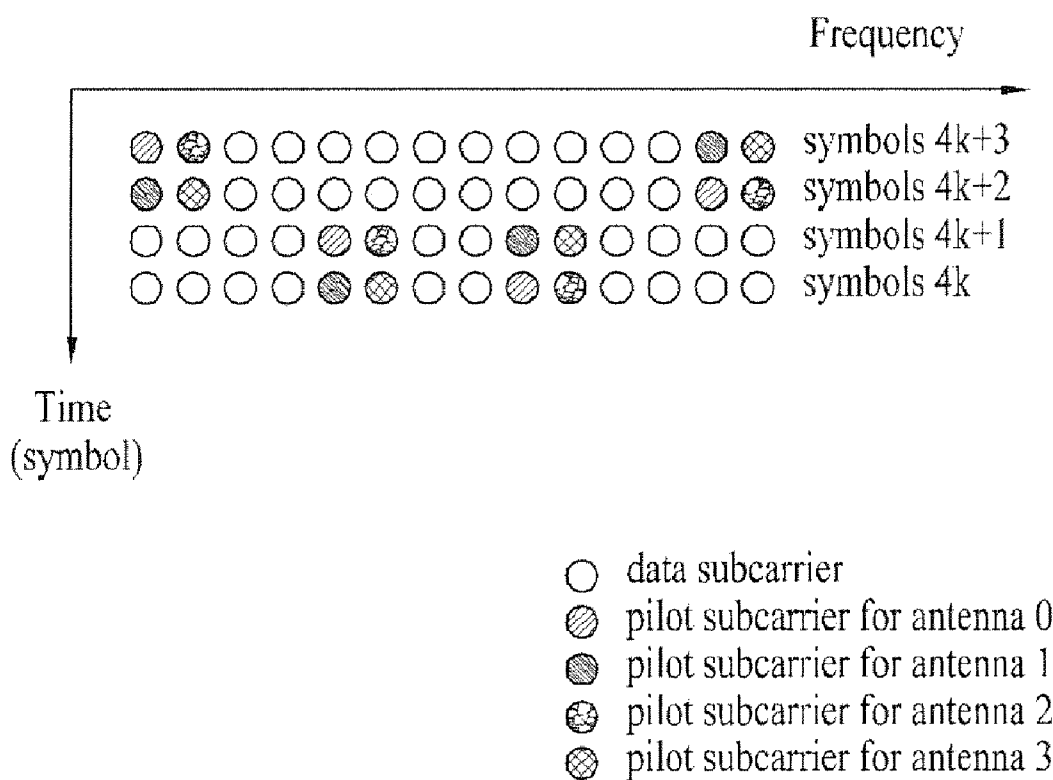 Frequency
symbols 4k+3
symbols 4k+2
symbols 4k+1
symbols 4k
Time
(symbol)
data subcarrier
pilot subcarrier for antenna 0
pilot subcarrier for antenna 1
pilot subcarrier for antenna 2
pilot subcarrier for antenna 3